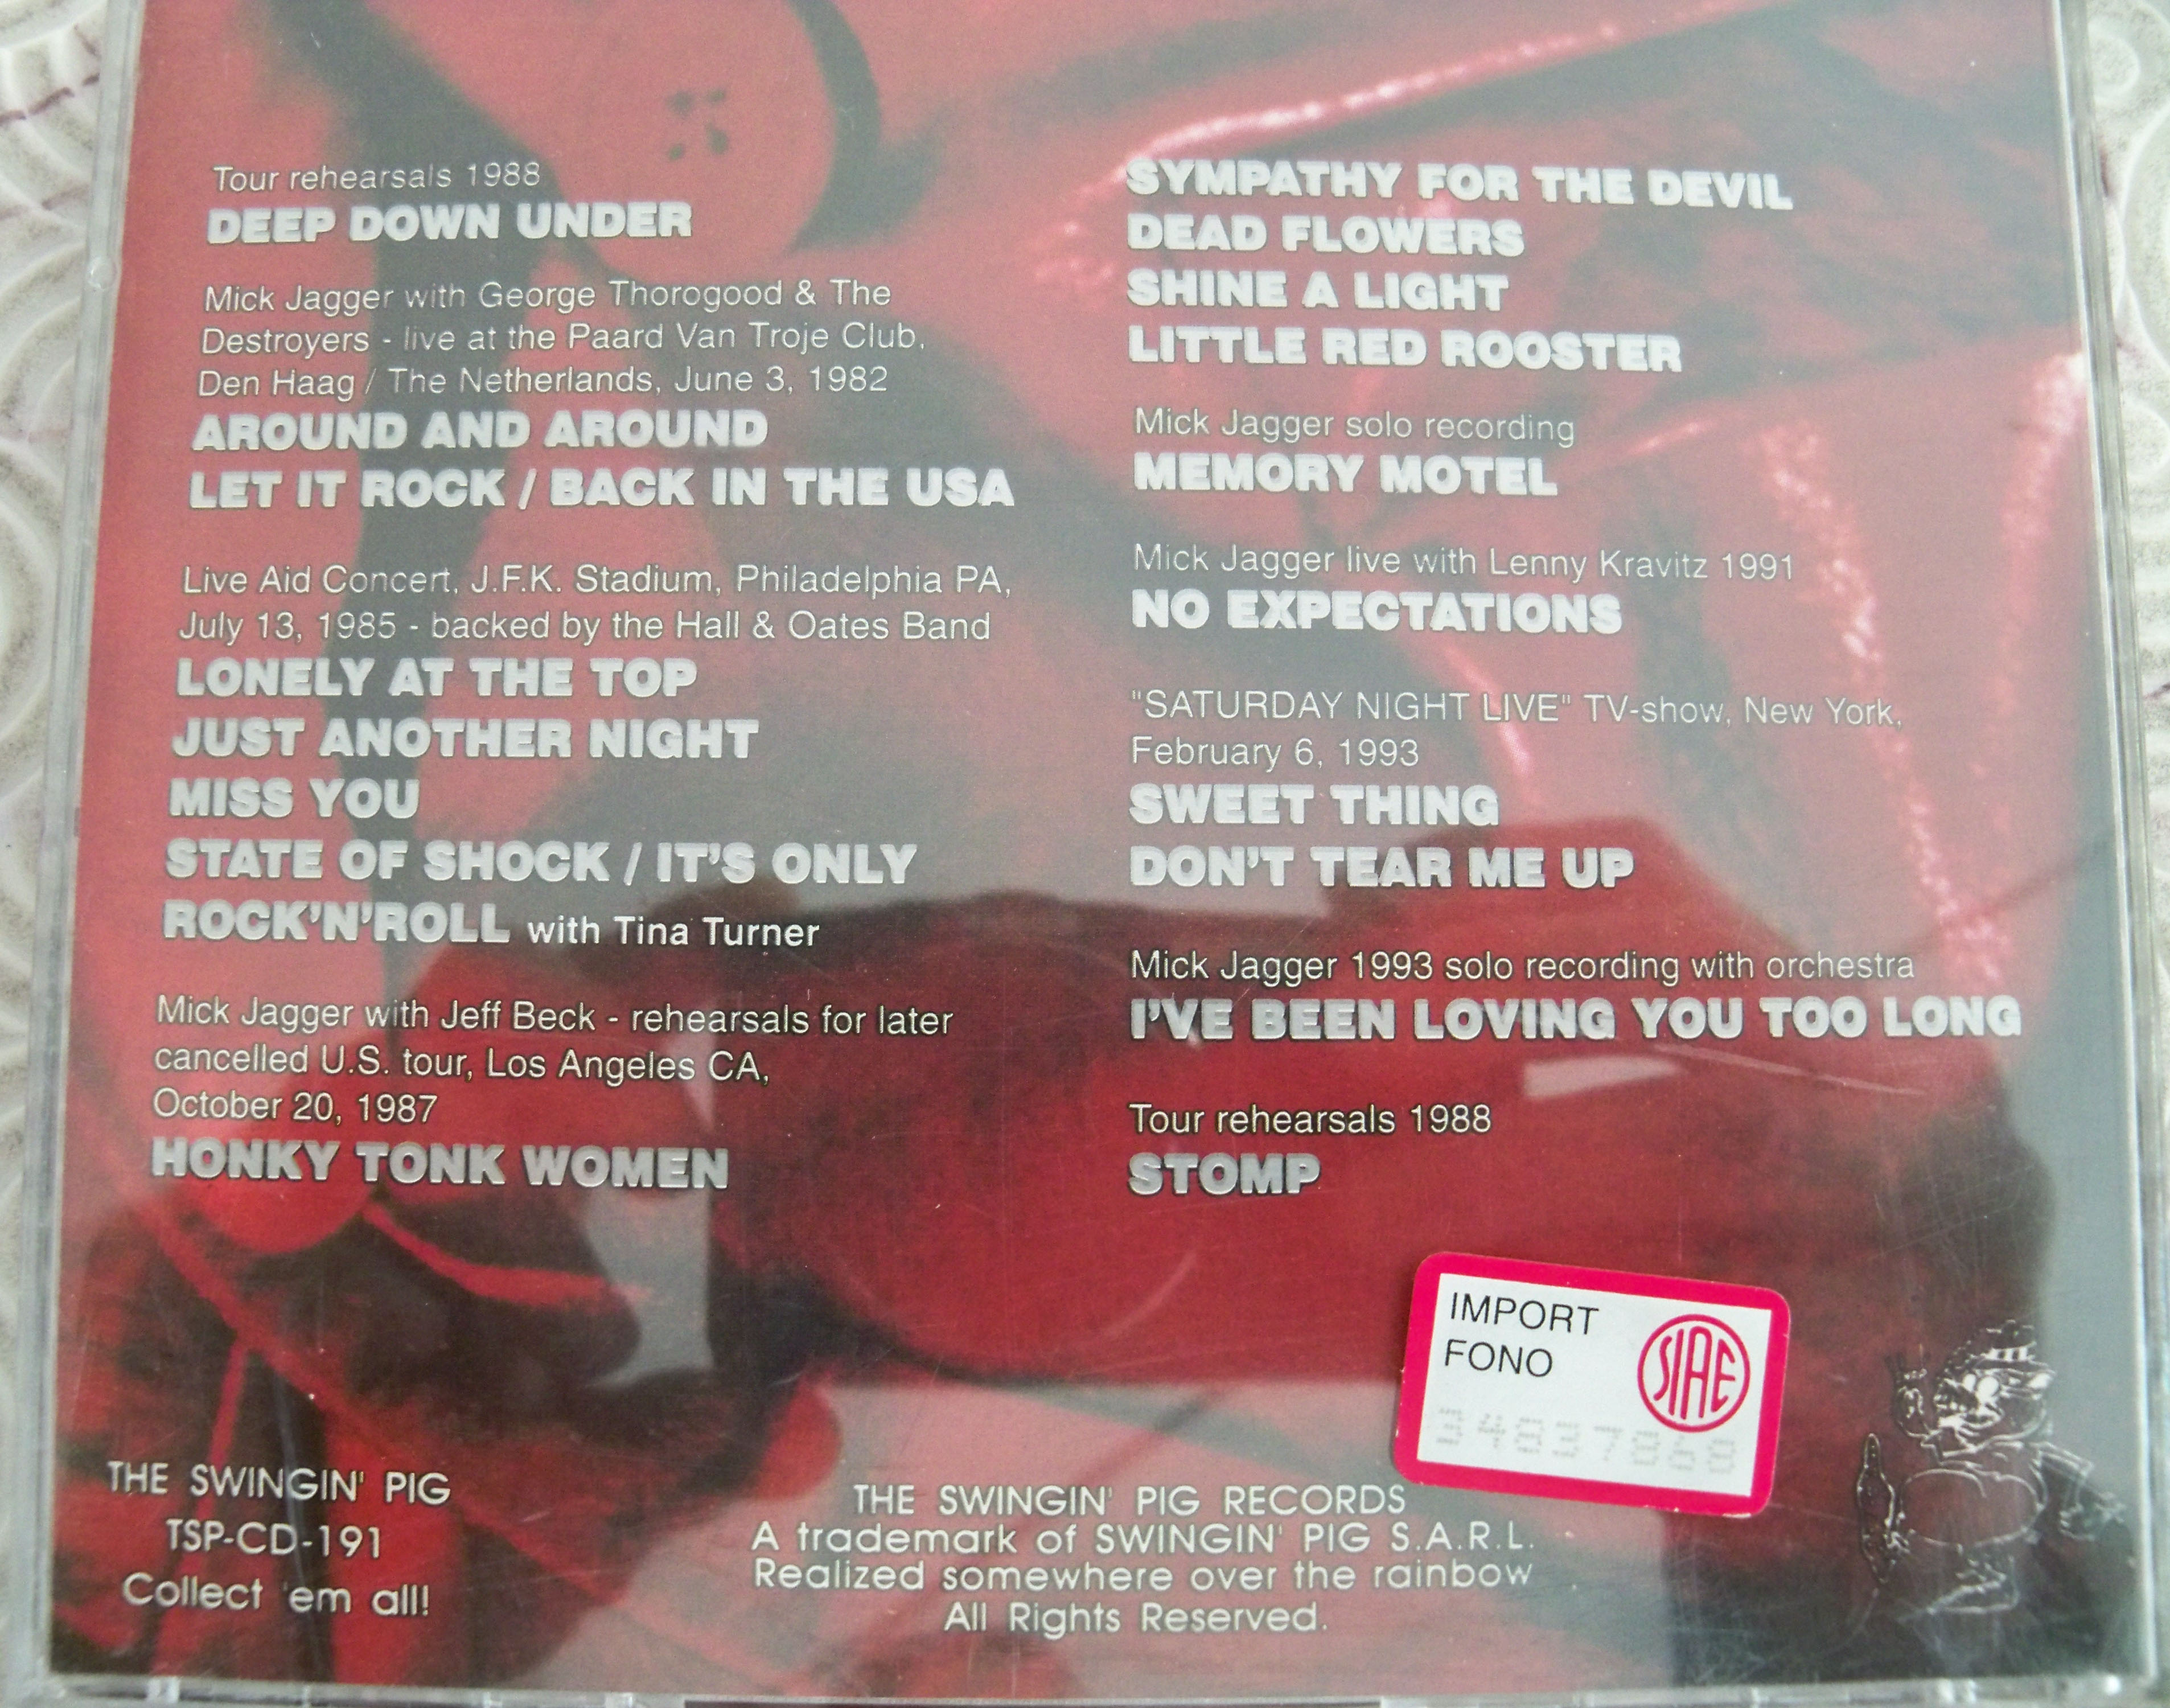 Tour rehearsals 1988
DEEP DOWN UNDER
Mick Jagger with George Thorogood & The
Destroyers - live at the Paard Van Troje Club,
Den Haag / The Netherlands, June 3, 1982
AROUND AND AROUND
LET IT ROCK / BACK IN THE USA
Live Aid Concert, J.F.K. Stadium, Philadelphia PA,
July 13, 1985 - backed by the Hall & Oates Band
LONELY AT THE TOP
JUST ANOTHER NIGHT
MISS YOU
STATE OF SHOCK / IT'S ONLY
ROCK'N'ROLL with Tina Turner
Mick Jagger with Jeff Beck - rehearsals for later
cancelled U.S. tour, Los Angeles CA,
October 20, 1987
HONKY TONK WOMEN
SYMPATHY FOR THE DEVIL
DEAD FLOWERS
SHINE A LIGHT
LITTLE RED ROOSTER
Mick Jagger solo recording
MEMORY MOTEL
Mick Jagger live with Lenny Kravitz 1991
NO EXPECTATIONS
"SATURDAY NIGHT LIVE" TV-show, New York,
February 6, 1993
SWEET THING
DON'T TEAR ME UP
Mick Jagger 1993 solo recording with orchestra
I'VE BEEN LOVING YOU TOO LONG
Tour rehearsals 1988
STOMP
IMPORT
FONO
SIAE
THE SWINGIN' PIG
TSP-CD-191
Collect 'em all!
THE SWINGIN' PIG RECORDS
A trademark of SWINGIN' PIG S.A.R.L.
Realized somewhere over the rainbow
All Rights Reserved.